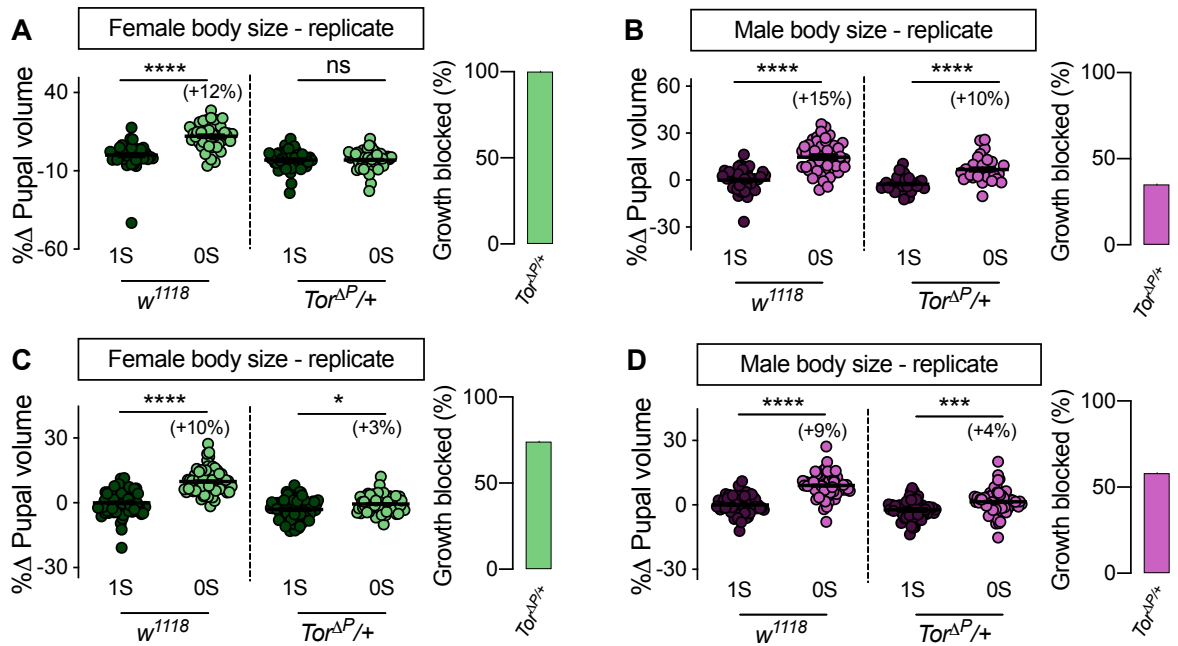 A
Female body size - replicate
%Δ Pupal volume
40
-10
-60
****
(+12%)
ns
1S
0S
1S
0S
w1118
TorΔP/+
Growth blocked (%)
100
50
0
TorΔP/+
B
Male body size - replicate
%Δ Pupal volume
60
30
0
-30
****
(+15%)
****
(+10%)
1S
0S
1S
0S
w1118
TorΔP/+
Growth blocked (%)
100
50
0
TorΔP/+
C
Female body size - replicate
%Δ Pupal volume
30
0
-30
****
(+10%)
*
(+3%)
1S
0S
1S
0S
w1118
TorΔP/+
Growth blocked (%)
100
50
0
TorΔP/+
D
Male body size - replicate
%Δ Pupal volume
30
0
-30
****
(+9%)
***
(+4%)
1S
0S
1S
0S
w1118
TorΔP/+
Growth blocked (%)
100
50
0
TorΔP/+